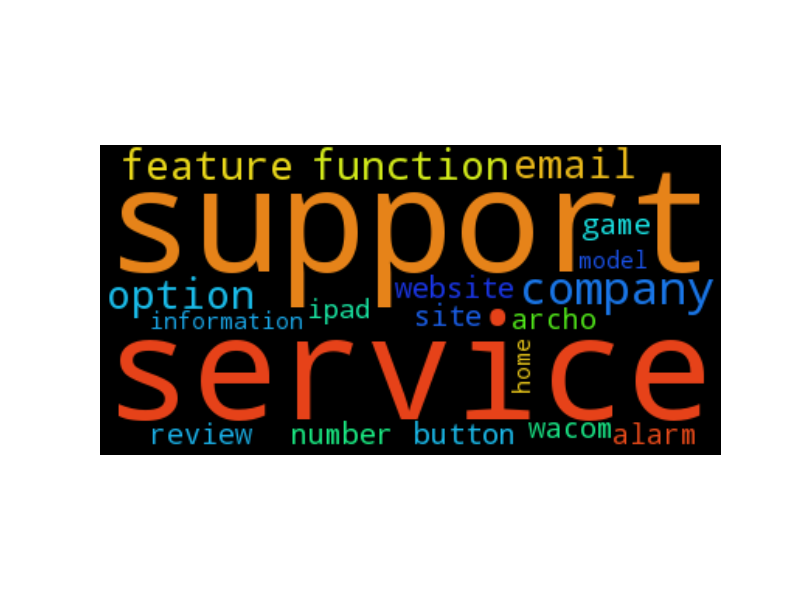 feature function email
support
game
model
option website company
information ipad site archo
service
home
review number button wacom alarm